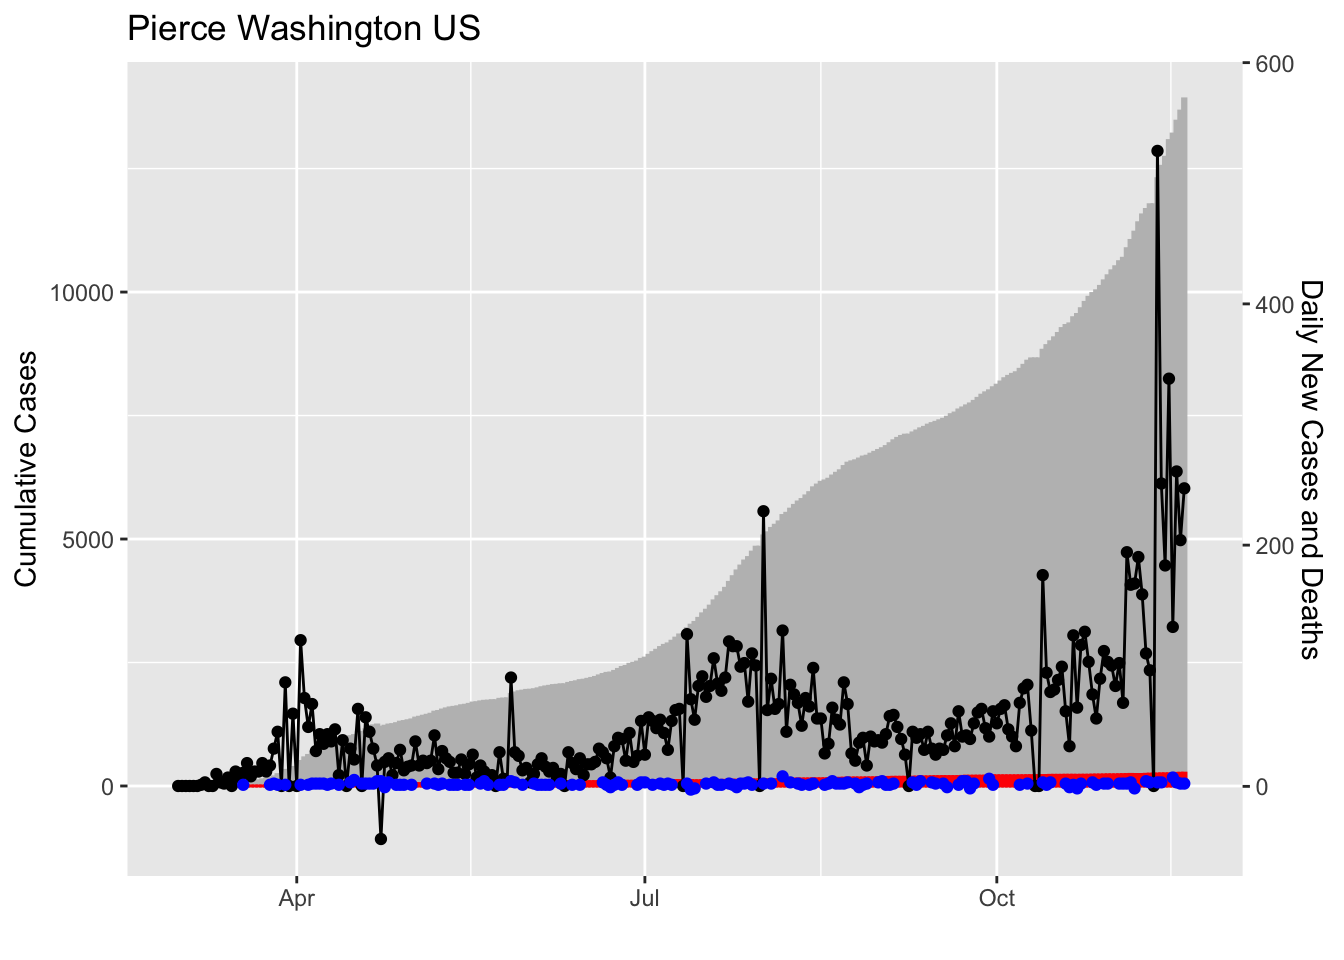 Pierce Washington US
600
10000
400
5000
200
0
0
Cumulative Cases
Daily New Cases and Deaths
Apr
Jul
Oct